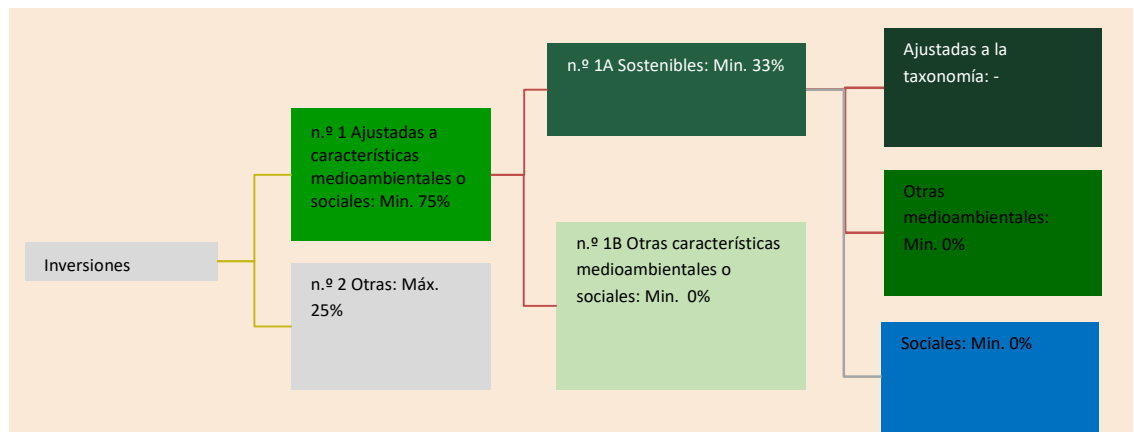 Inversiones
n.º 1 Ajustadas a
características
medioambientales o
sociales: Min. 75%
n.º 2 Otras: Máx.
25%
n.º 1A Sostenibles: Min. 33%
n.º 1B Otras características
medioambientales o
sociales: Min. 0%
Ajustadas a la
taxonomía: -
Otras
medioambientales:
Min. 0%
Sociales: Min. 0%